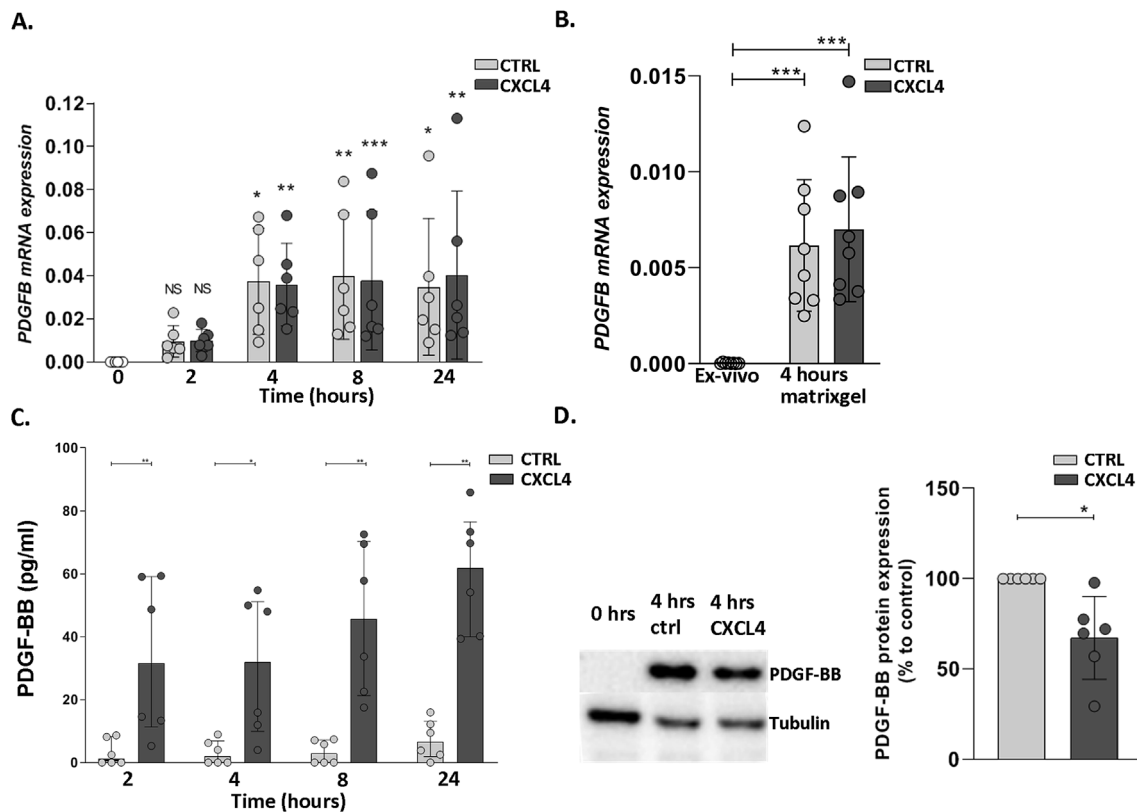 A.
CTRL
CXCL4
PDGFB mRNA expression
0.12
0.10
0.08
0.06
0.04
0.02
0.00
NS
NS
*
**
**
***
*
**
0
2
4
8
24
Time (hours)
B.
***
***
CTRL
CXCL4
PDGFB mRNA expression
0.015
0.010
0.005
0.000
Ex-vivo
4 hours
matrixgel
C.
CTRL
CXCL4
PDGF-BB (pg/ml)
100
80
60
40
20
0
**
*
**
**
2
4
8
24
Time (hours)
D.
0 hrs
4 hrs
ctrl
4 hrs
CXCL4
PDGF-BB
Tubulin
CTRL
CXCL4
PDGF-BB protein expression
(% to control)
150
100
50
0
*